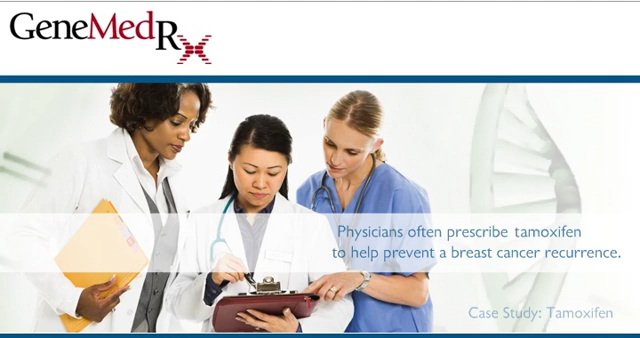 GeneMedRx
Physicians often prescribe tamoxifen
to help prevent a breast cancer recurrence.
Case Study: Tamoxifen